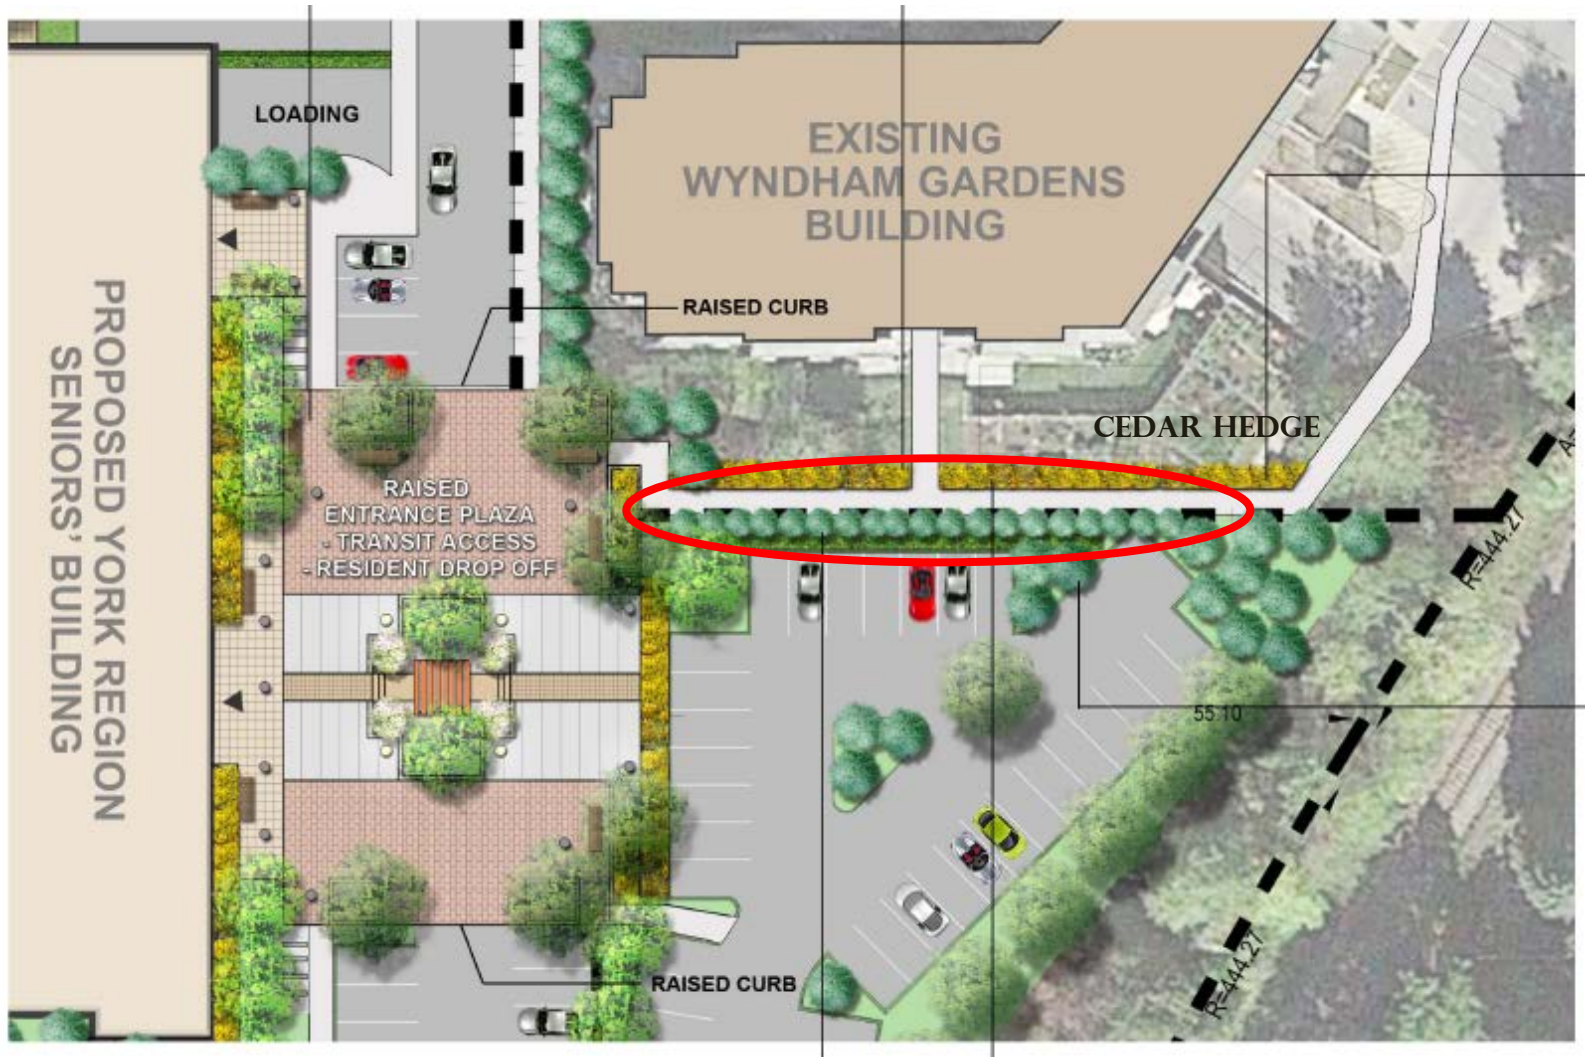 LOADING
EXISTING
WYNDHAM GARDENS
BUILDING
PROPOSED YORK REGION
SENIORS' BUILDING
RAISED CURB
CEDAR HEDGE
RAISED
ENTRANCE PLAZA
- TRANSIT ACCESS
- RESIDENT DROP OFF
A=
R=444.27
55.10
R=444.27
RAISED CURB